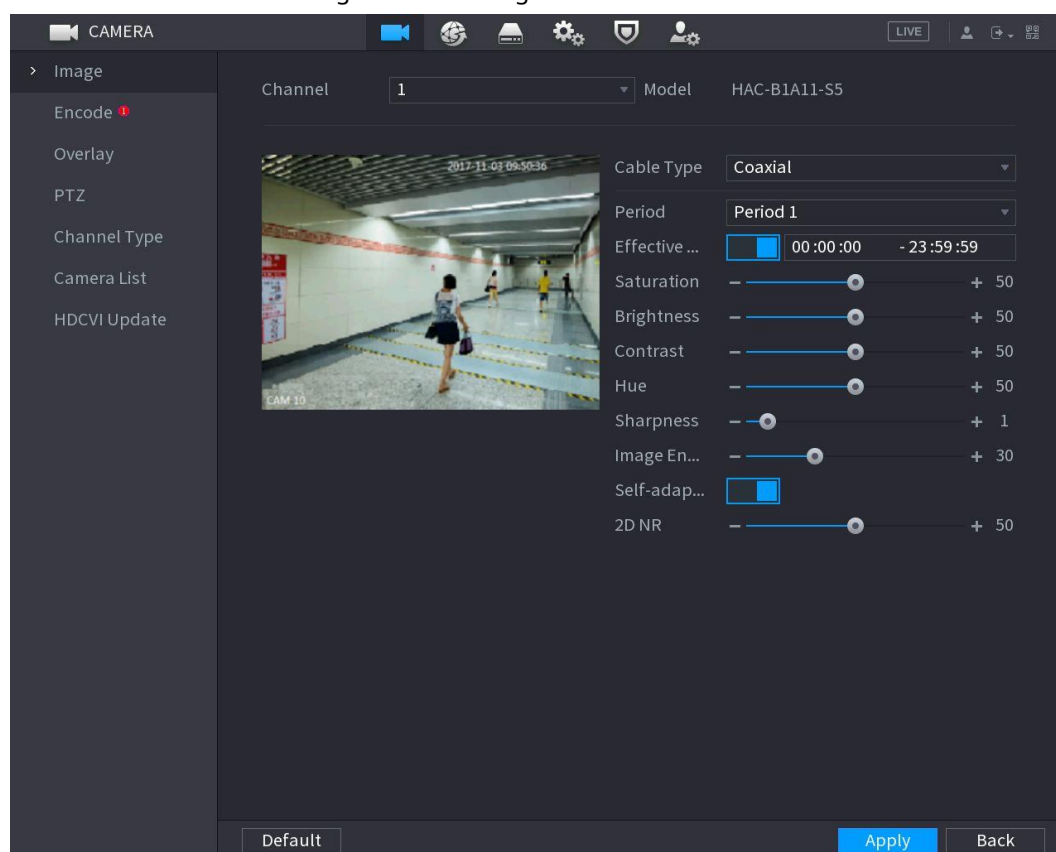 CAMERA LIVE
Image
Encode
Overlay
PTZ
Channel Type
Camera List
HDCVI Update
Channel 1 Model HAC-B1A11-S5
2017-11-03 09:50:36
CAM 10
Cable Type Coaxial
Period Period 1
Effective ... 00:00:00 - 23:59:59
Saturation - + 50
Brightness - + 50
Contrast - + 50
Hue - + 50
Sharpness - + 1
Image En... - + 30
Self-adap...
2D NR - + 50
Default Apply Back